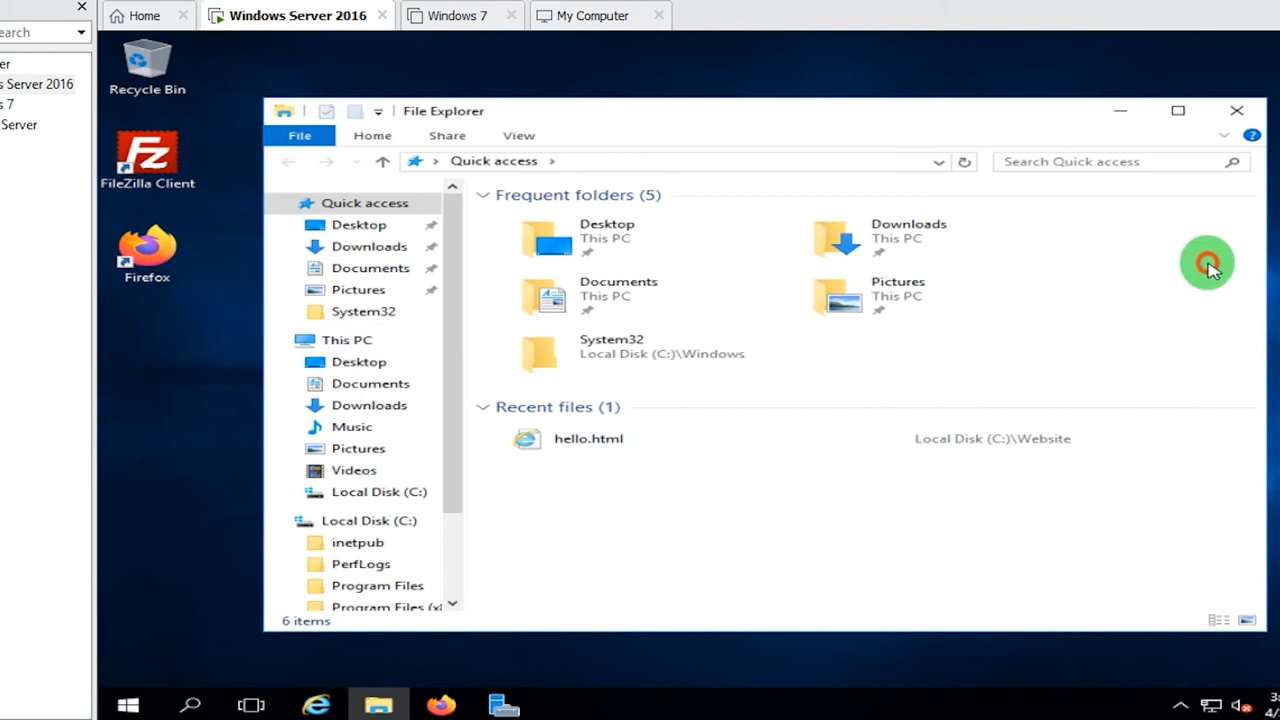 Home
Windows Server 2016
Windows 7
My Computer
earch
er
s Server 2016
s 7
Server
Recycle Bin
FileZilla Client
Firefox
File Explorer
File
Home
Share
View
Quick access
Search Quick access
Quick access
Desktop
Downloads
Documents
Pictures
System32
This PC
Desktop
Documents
Downloads
Music
Pictures
Videos
Local Disk (C:)
Local Disk (C:)
inetpub
PerfLogs
Program Files
Program Files (x
Frequent folders (5)
Desktop
This PC
Downloads
This PC
Documents
This PC
Pictures
This PC
System32
Local Disk (C:)\Windows
Recent files (1)
hello.html
Local Disk (C:)\Website
6 items
3:
4/